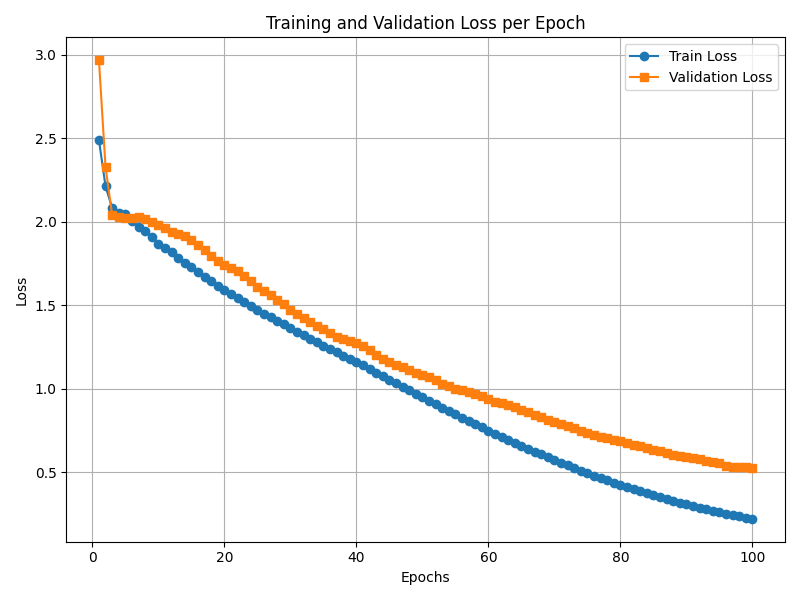 Training and Validation Loss per Epoch
Train Loss
Validation Loss
3.0
2.5
2.0
1.5
1.0
0.5
Loss
0 20 40 60 80 100
Epochs